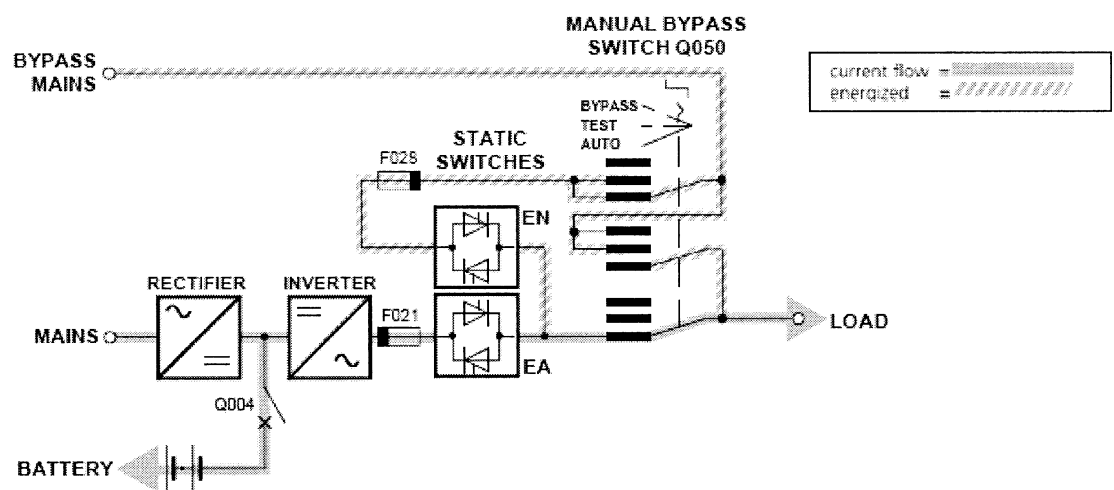 MANUAL BYPASS
SWITCH Q050
BYPASS
MAINS
current flow =
energized =
BYPASS
TEST
AUTO
STATIC
SWITCHES
F028
EN
RECTIFIER
INVERTER
F021
MAINS
LOAD
EA
Q004
BATTERY